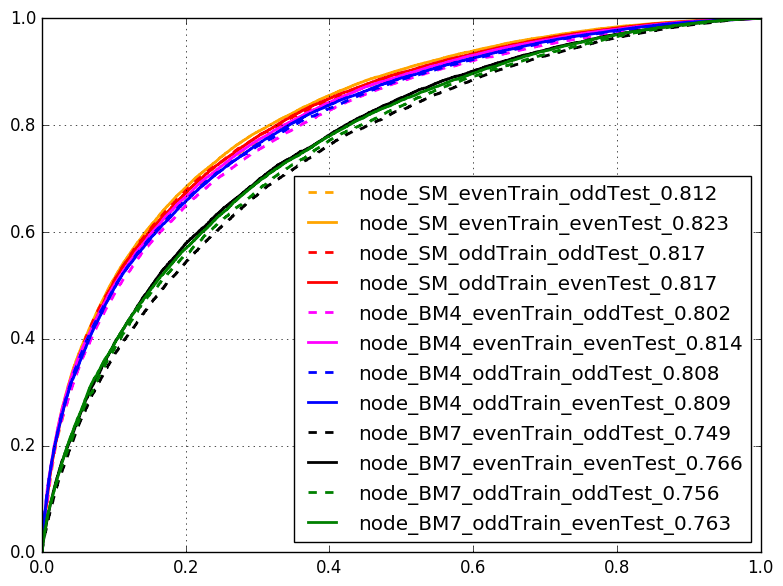 1.0
0.8
0.6
0.4
0.2
0.0
node_SM_evenTrain_oddTest_0.812
node_SM_evenTrain_evenTest_0.823
node_SM_oddTrain_oddTest_0.817
node_SM_oddTrain_evenTest_0.817
node_BM4_evenTrain_oddTest_0.802
node_BM4_evenTrain_evenTest_0.814
node_BM4_oddTrain_oddTest_0.808
node_BM4_oddTrain_evenTest_0.809
node_BM7_evenTrain_oddTest_0.749
node_BM7_evenTrain_evenTest_0.766
node_BM7_oddTrain_oddTest_0.756
node_BM7_oddTrain_evenTest_0.763
0.0 0.2 0.4 0.6 0.8 1.0